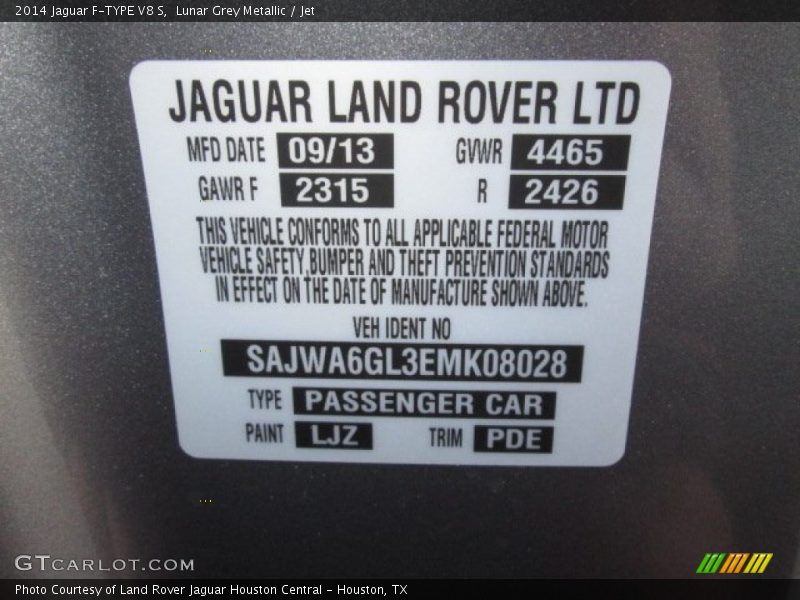 2014 Jaguar F-TYPE V8 S,  Lunar Grey Metallic / Jet
JAGUAR LAND ROVER LTD
MFD DATE 09/13 GVWR 4465
GAWR F 2315 R 2426
THIS VEHICLE CONFORMS TO ALL APPLICABLE FEDERAL MOTOR
VEHICLE SAFETY,BUMPER AND THEFT PREVENTION STANDARDS
IN EFFECT ON THE DATE OF MANUFACTURE SHOWN ABOVE.
VEH IDENT NO
SAJWA6GL3EMK08028
TYPE PASSENGER CAR
PAINT LJZ TRIM PDE
GTCARLOT.COM
Photo Courtesy of Land Rover Jaguar Houston Central - Houston, TX